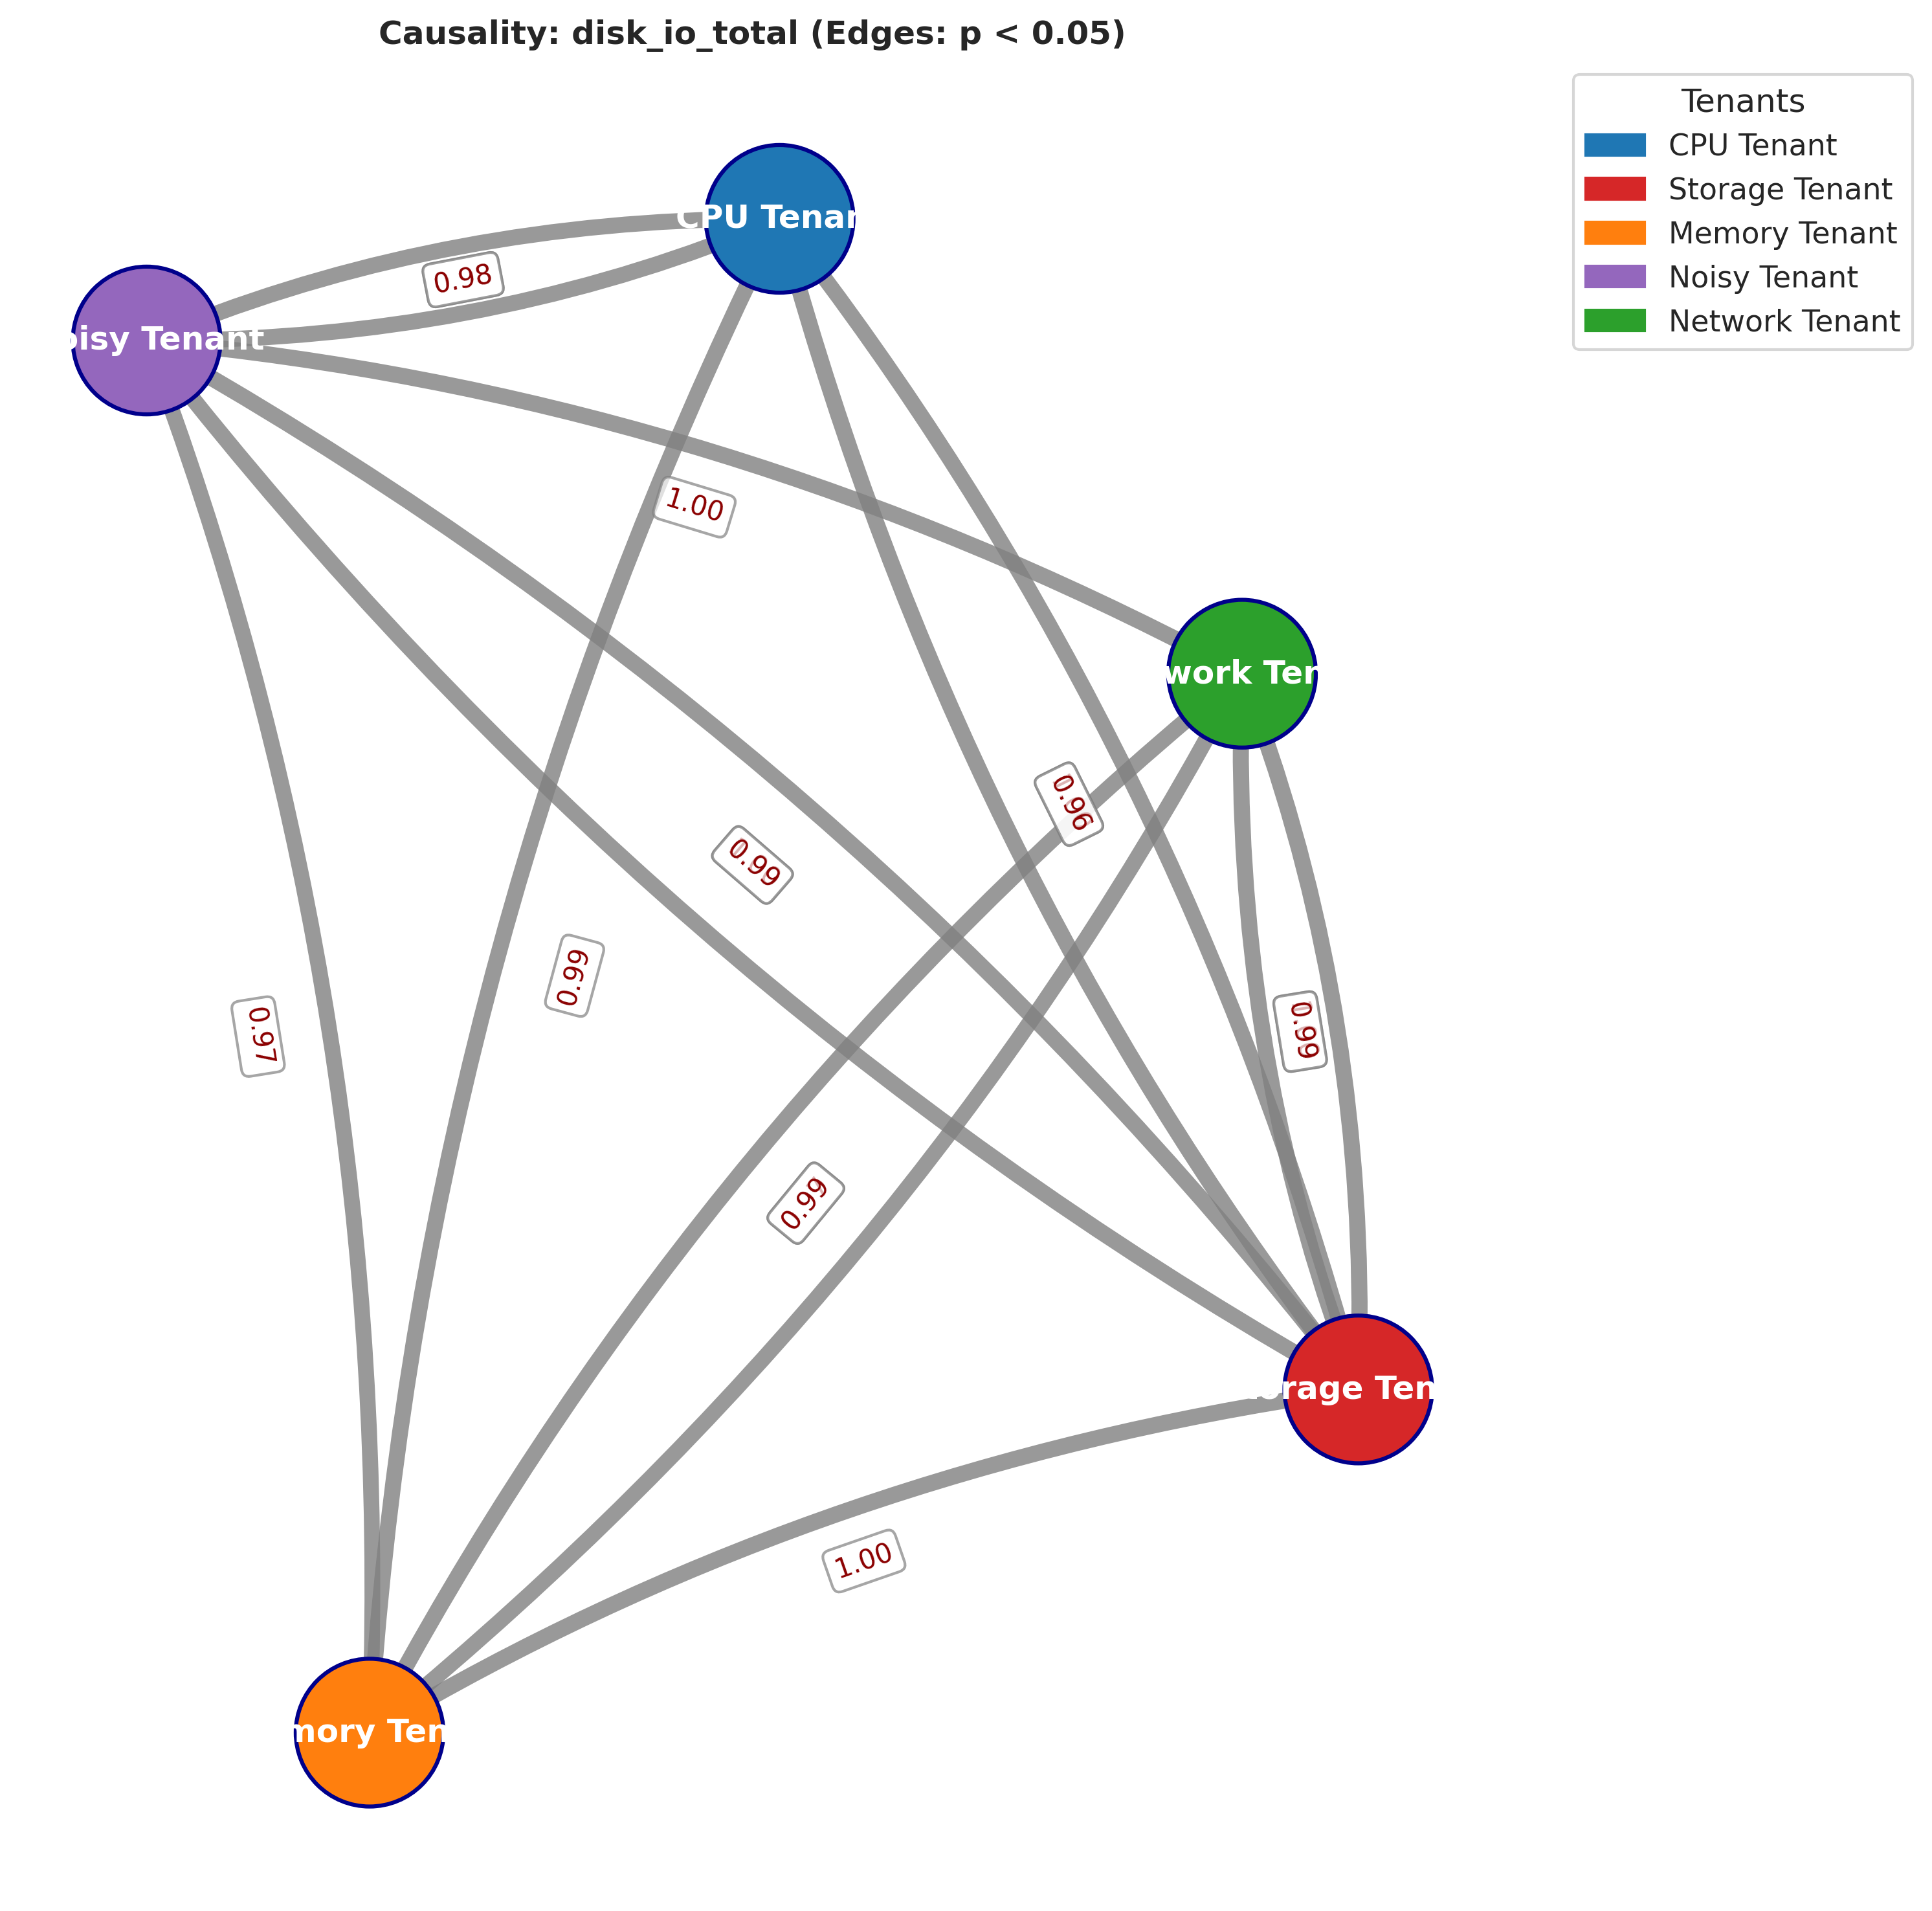 Causality: disk_io_total (Edges: p < 0.05)
Tenants
CPU Tenant
Storage Tenant
Memory Tenant
Noisy Tenant
Network Tenant
CPU Tenan
0.98
oisy Tenant
1.00
work Ten
0.96
0.99
0.99
0.97
0.99
0.99
orage Ten
1.00
mory Ten